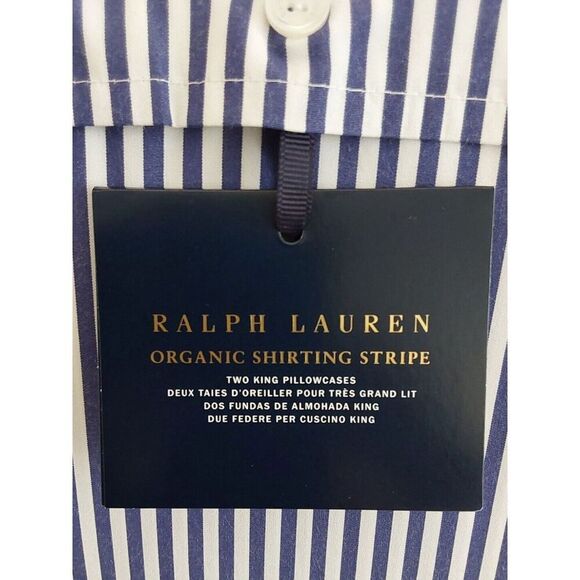 RALPH LAUREN
ORGANIC SHIRTING STRIPE
TWO KING PILLOWCASES
DEUX TAIES D'OREILLER POUR TRÈS GRAND LIT
DOS FUNDAS DE ALMOHADA KING
DUE FEDERE PER CUSCINO KING